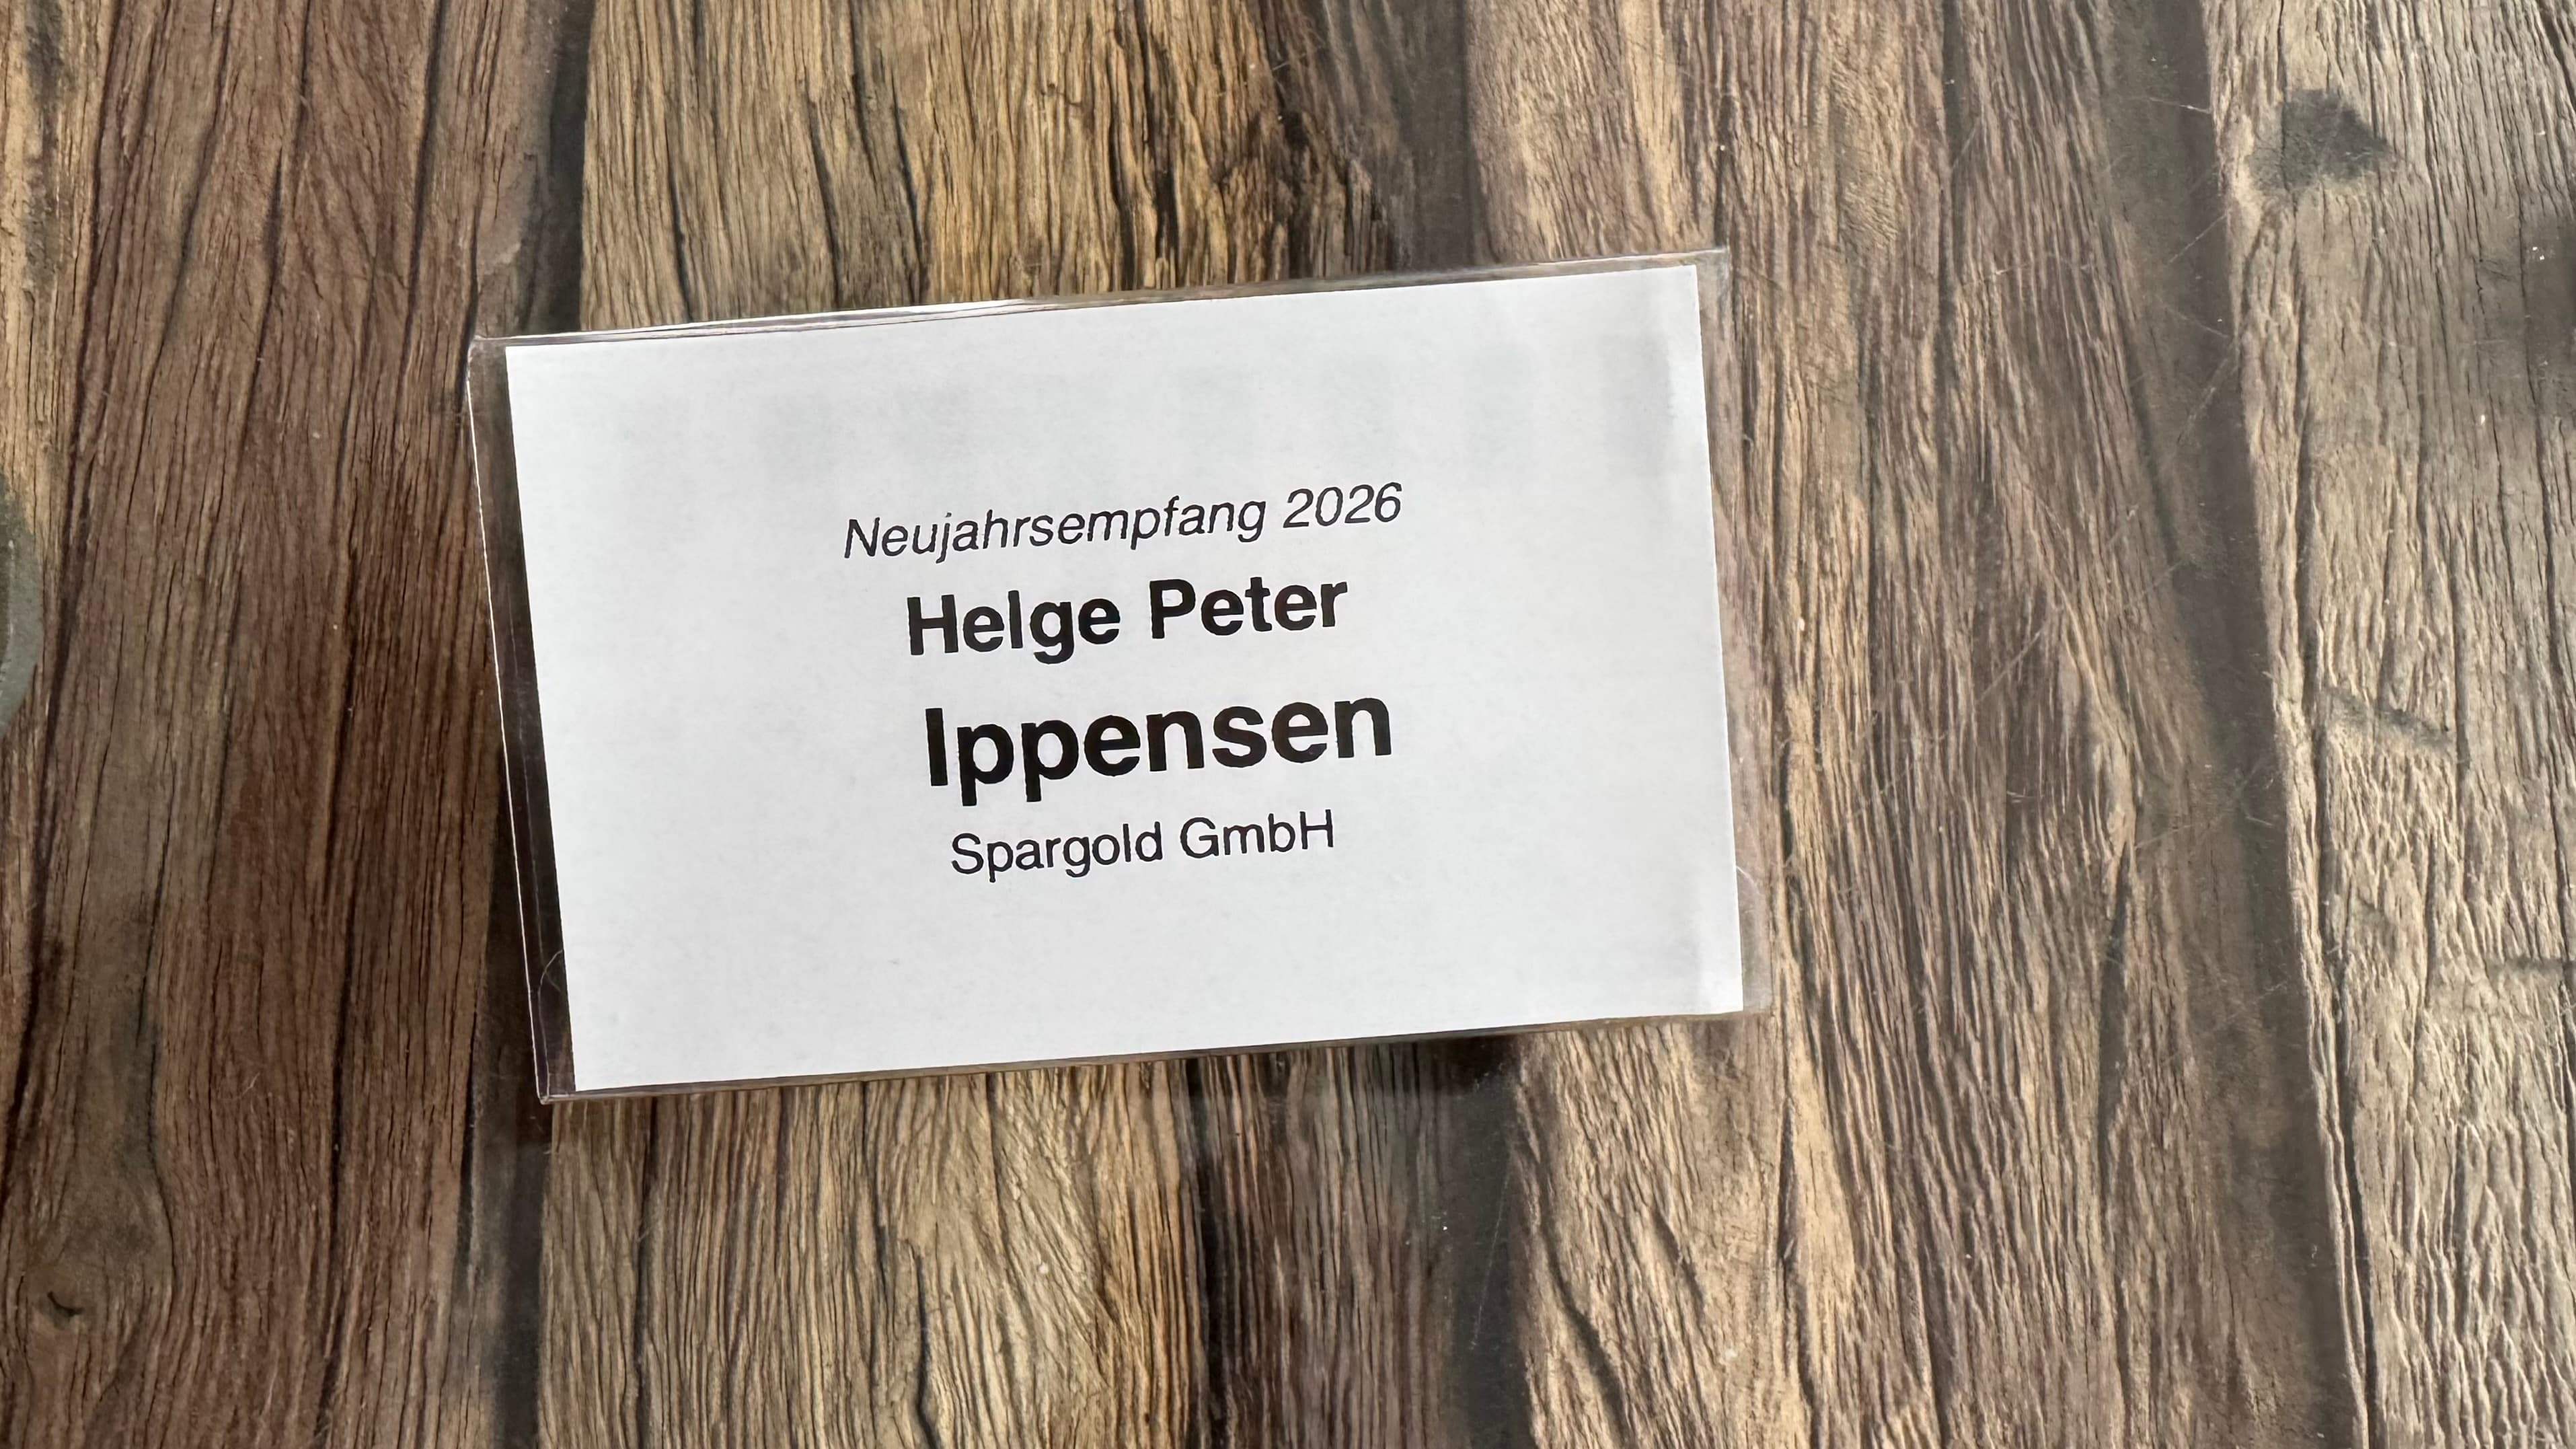 Neujahrsempfang 2026
Helge Peter
Ippensen
Spargold GmbH